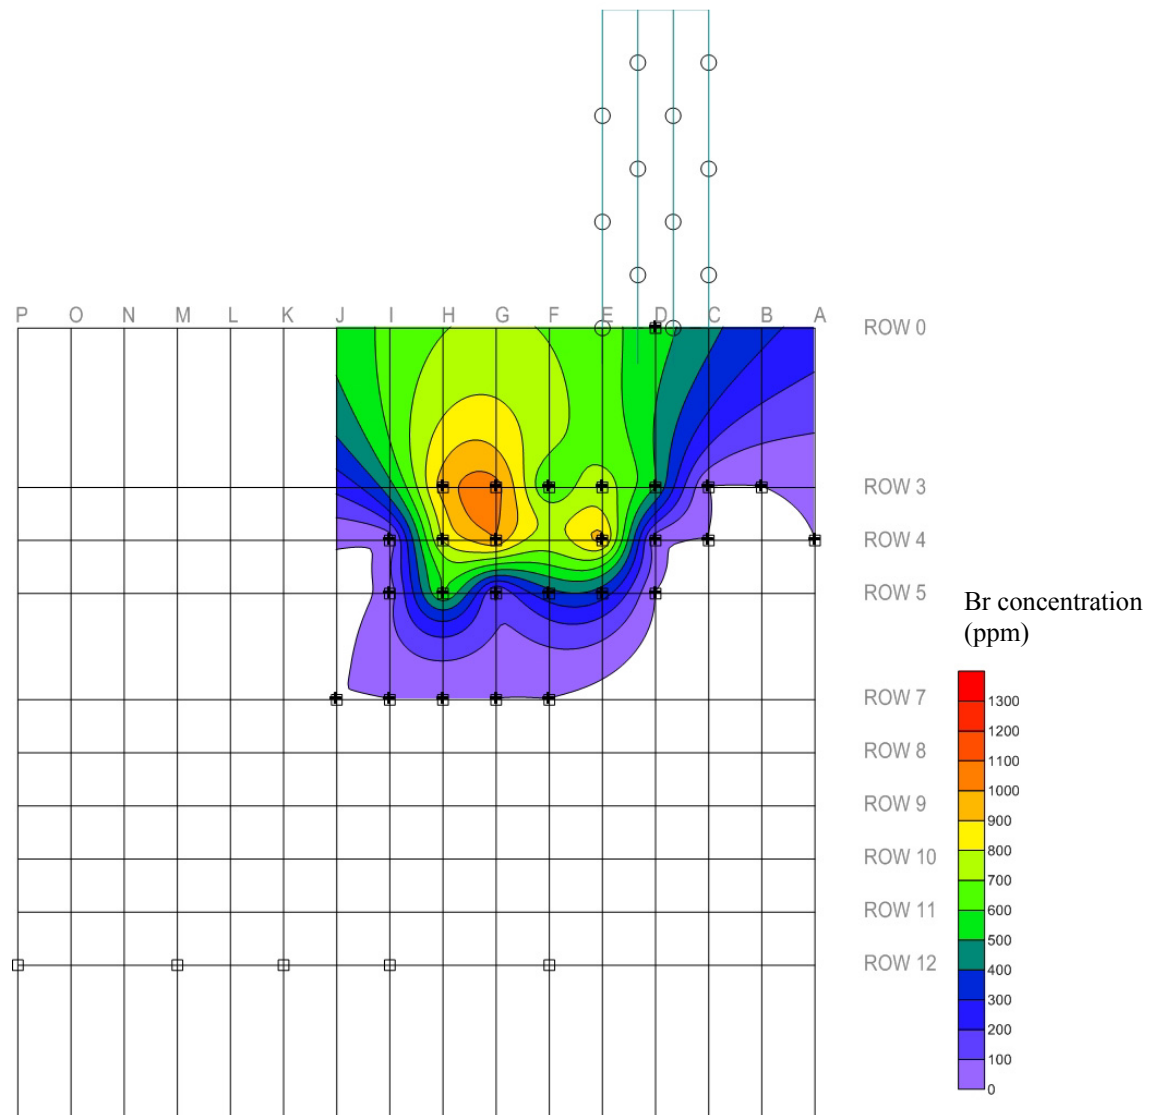 P O N M L K J I H G F E D C B A
ROW 0
ROW 3
ROW 4
ROW 5
ROW 7
ROW 8
ROW 9
ROW 10
ROW 11
ROW 12
Br concentration
(ppm)
1300
1200
1100
1000
900
800
700
600
500
400
300
200
100
0